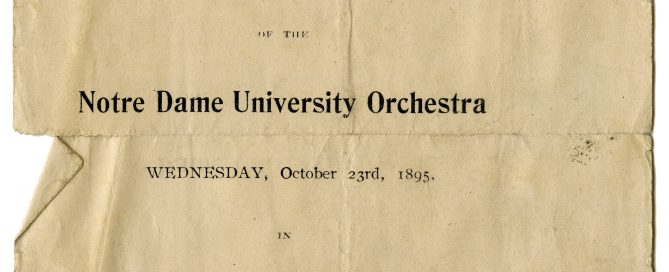 OF THE
Notre Dame University Orchestra
WEDNESDAY, October 23rd, 1895.
IN